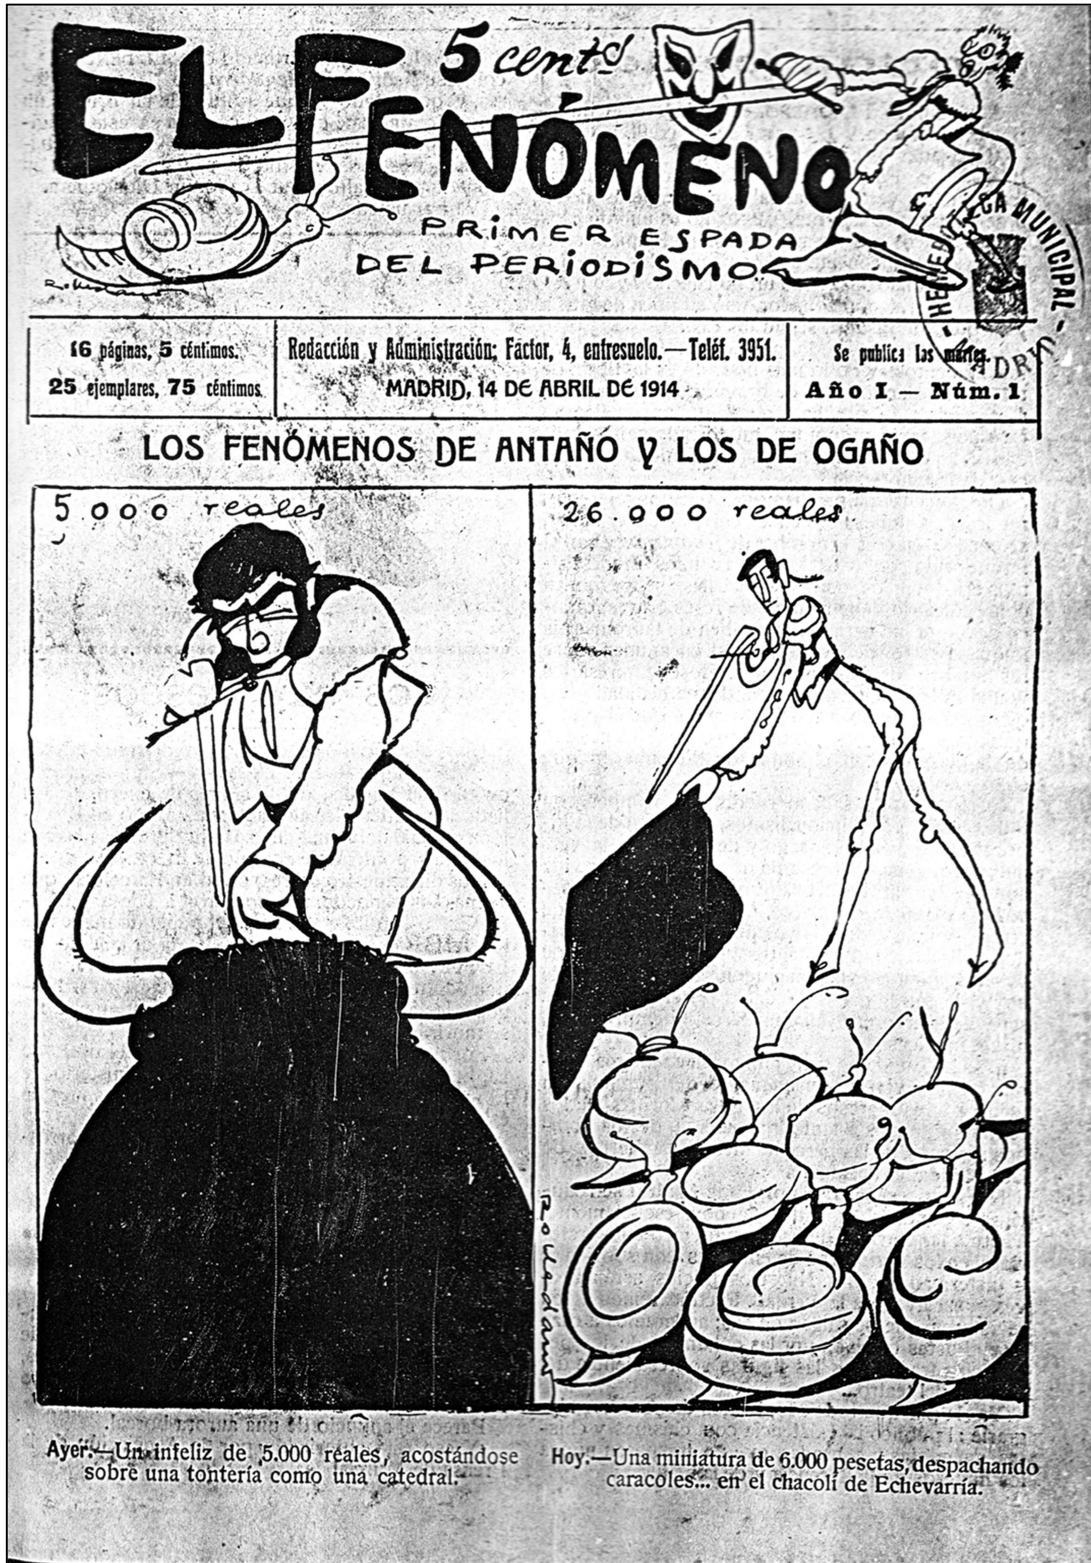 5 cents
EL FENÓMENO
PRIMER ESPADA
DEL PERIODISMO
HEMEROTECA MUNICIPAL - MADRID -
16 páginas, 5 céntimos.
25 ejemplares, 75 céntimos
Redacción y Administración: Factor, 4, entresuelo.—Teléf. 3951.
MADRID, 14 DE ABRIL DE 1914
Se publica los martes.
Año I — Núm. 1
LOS FENÓMENOS DE ANTAÑO Y LOS DE OGAÑO
5.000 reales
26.000 reales
Ayer.—Un infeliz de 5.000 reales, acostándose
sobre una tontería como una catedral.
Hoy.—Una miniatura de 6.000 pesetas, despachando
caracoles... en el chacolí de Echevarría.